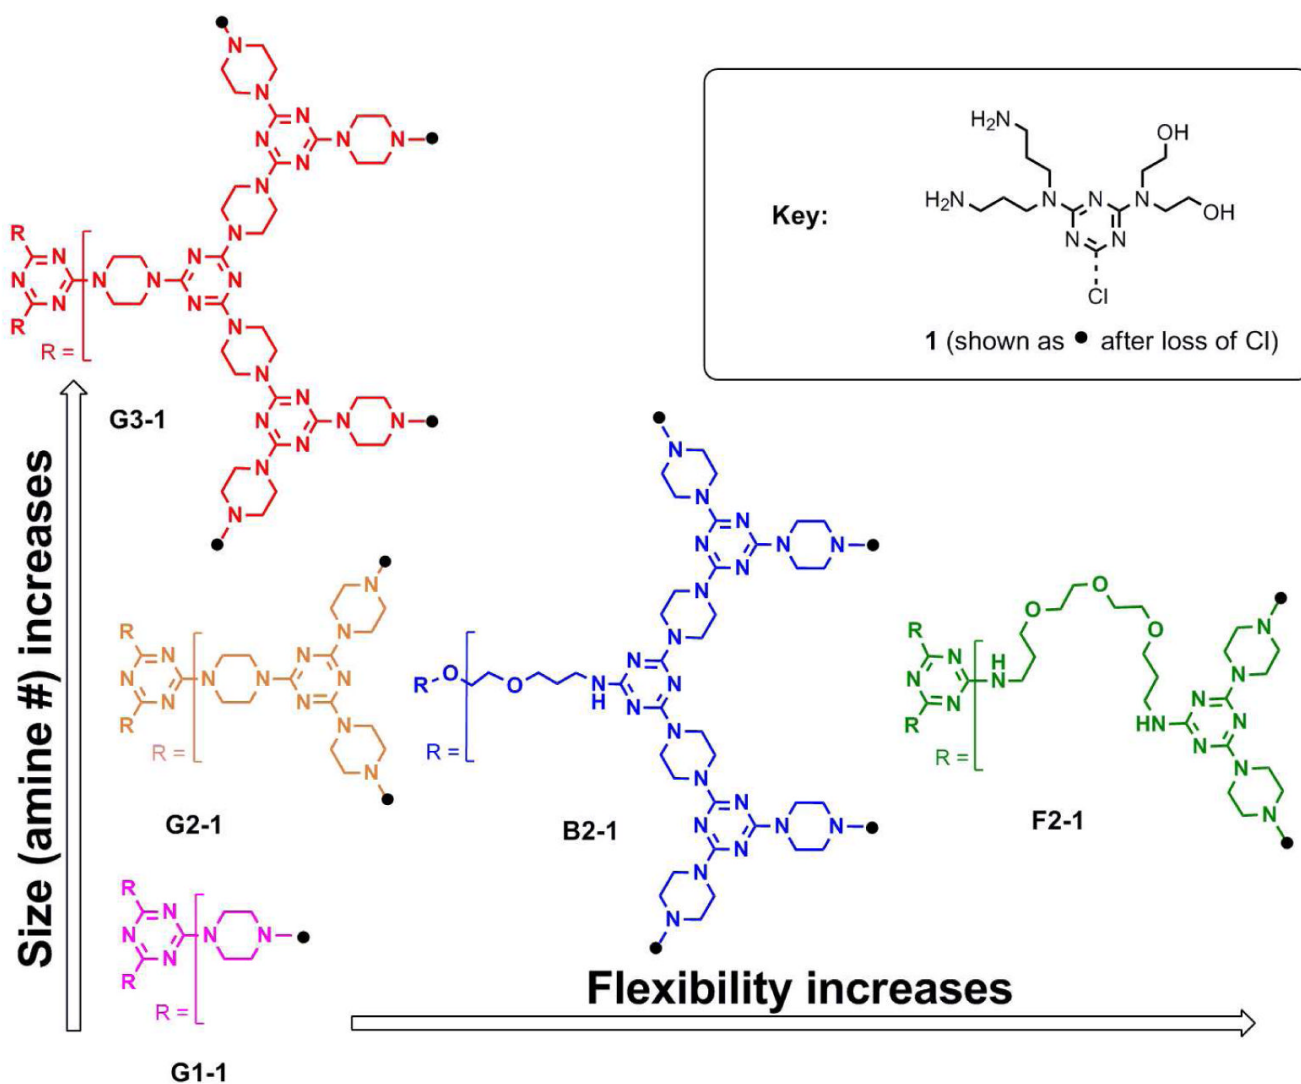 Key:
H₂N
H₂N
N
N
N
N
N
OH
OH
Cl
1 (shown as ● after loss of Cl)
R
R
R =
G3-1
Size (amine #) increases
R
R
R =
G2-1
R
O
O
N
H
R =
B2-1
R
R
H
N
O
O
O
HN
R =
F2-1
R
R
R =
G1-1
Flexibility increases